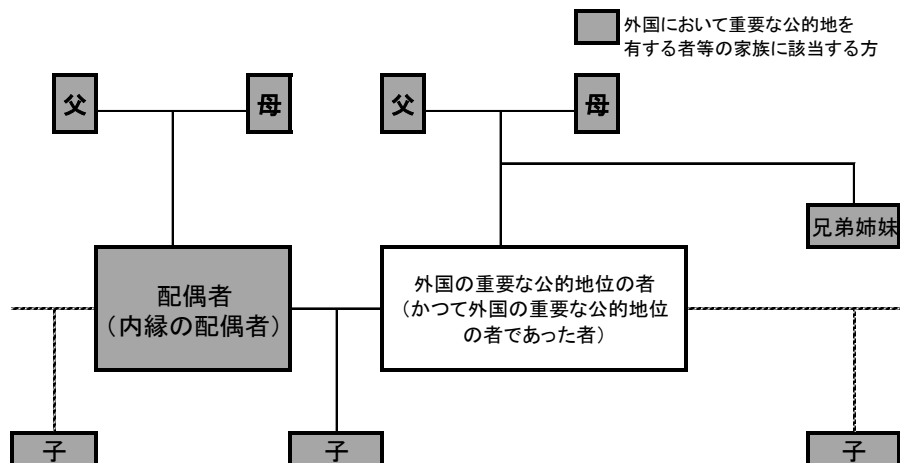 外国において重要な公的地を
有する者等の家族に該当する方
父
母
父
母
兄弟姉妹
配偶者
（内縁の配偶者）
外国の重要な公的地位の者
（かつて外国の重要な公的地位
の者であった者）
子
子
子